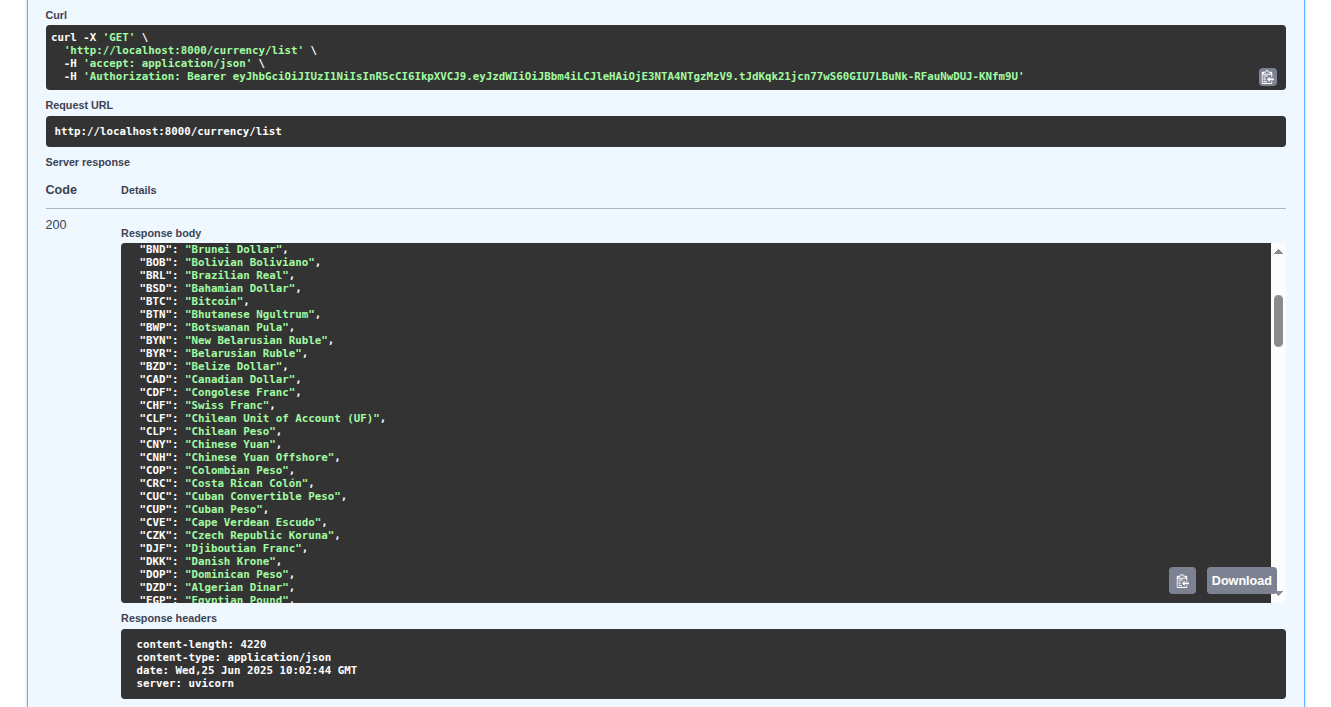 Curl
curl -X 'GET' \
'http://localhost:8000/currency/list' \
-H 'accept: application/json' \
-H 'Authorization: Bearer eyJhbGciOiJIUzI1NiIsInR5cCI6IkpXVCJ9.eyJzdWIiOiJBbm4iLCJleHAiOjE3NTA4NTgzMzV9.tJdKqk21jcn77wS60GIU7LBuNk-RFauNwDUJ-KNfm9U'
Request URL
http://localhost:8000/currency/list
Server response
Code Details
200
Response body
"BND": "Brunei Dollar",
"BOB": "Bolivian Boliviano",
"BRL": "Brazilian Real",
"BSD": "Bahamian Dollar",
"BTC": "Bitcoin",
"BTN": "Bhutanese Ngultrum",
"BWP": "Botswanan Pula",
"BYN": "New Belarusian Ruble",
"BYR": "Belarusian Ruble",
"BZD": "Belize Dollar",
"CAD": "Canadian Dollar",
"CDF": "Congolese Franc",
"CHF": "Swiss Franc",
"CLF": "Chilean Unit of Account (UF)",
"CLP": "Chilean Peso",
"CNY": "Chinese Yuan",
"CNH": "Chinese Yuan Offshore",
"COP": "Colombian Peso",
"CRC": "Costa Rican Colón",
"CUC": "Cuban Convertible Peso",
"CUP": "Cuban Peso",
"CVE": "Cape Verdean Escudo",
"CZK": "Czech Republic Koruna",
"DJF": "Djiboutian Franc",
"DKK": "Danish Krone",
"DOP": "Dominican Peso",
"DZD": "Algerian Dinar",
"EGP": "Egyptian Pound",
Download
Response headers
content-length: 4220
content-type: application/json
date: Wed,25 Jun 2025 10:02:44 GMT
server: uvicorn